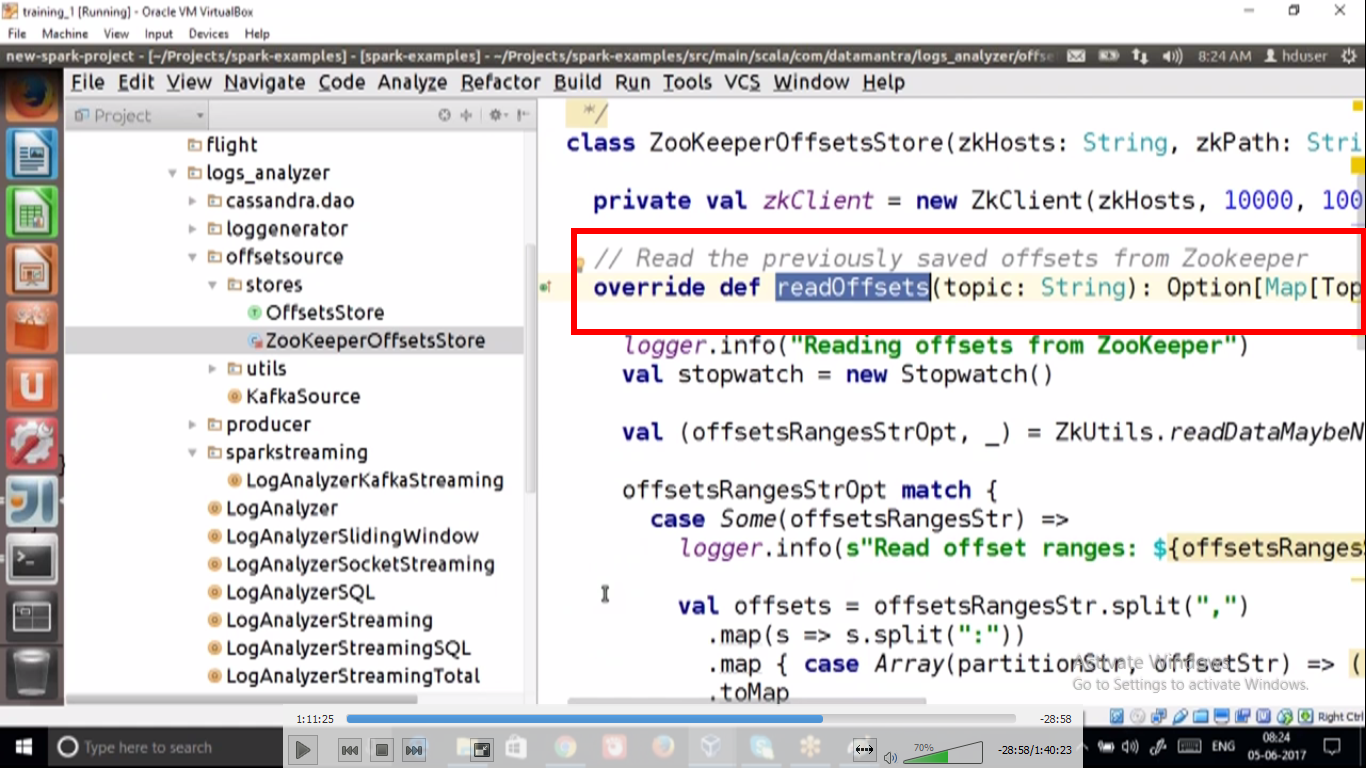 training_1 [Running] - Oracle VM VirtualBox
File Machine View Input Devices Help
new-spark-project - [~/Projects/spark-examples] - [spark-examples] - ~/Projects/spark-examples/src/main/scala/com/datamantra/logs_analyzer/offse
8:24 AM hduser
File Edit View Navigate Code Analyze Refactor Build Run Tools VCS Window Help
Project
flight
logs_analyzer
cassandra.dao
loggenerator
offsetsource
stores
OffsetsStore
ZooKeeperOffsetsStore
utils
KafkaSource
producer
sparkstreaming
LogAnalyzerKafkaStreaming
LogAnalyzer
LogAnalyzerSlidingWindow
LogAnalyzerSocketStreaming
LogAnalyzerSQL
LogAnalyzerStreaming
LogAnalyzerStreamingSQL
LogAnalyzerStreamingTotal
*/
class ZooKeeperOffsetsStore(zkHosts: String, zkPath: Stri
private val zkClient = new ZkClient(zkHosts, 10000, 100
// Read the previously saved offsets from Zookeeper
override def readOffsets(topic: String): Option[Map[Top
logger.info("Reading offsets from ZooKeeper")
val stopwatch = new Stopwatch()
val (offsetsRangesStrOpt, _) = ZkUtils.readDataMaybeN
offsetsRangesStrOpt match {
case Some(offsetsRangesStr) =>
logger.info(s"Read offset ranges: ${offsetsRanges
val offsets = offsetsRangesStr.split(",")
.map(s => s.split(":"))
.map { case Array(partitionStr, offsetStr) => (
.toMap
Activate Windows
Go to Settings to activate Windows.
Right Ctrl
1:11:25 -28:58
Type here to search
70%
-28:58/1:40:23
ENG
08:24
05-06-2017